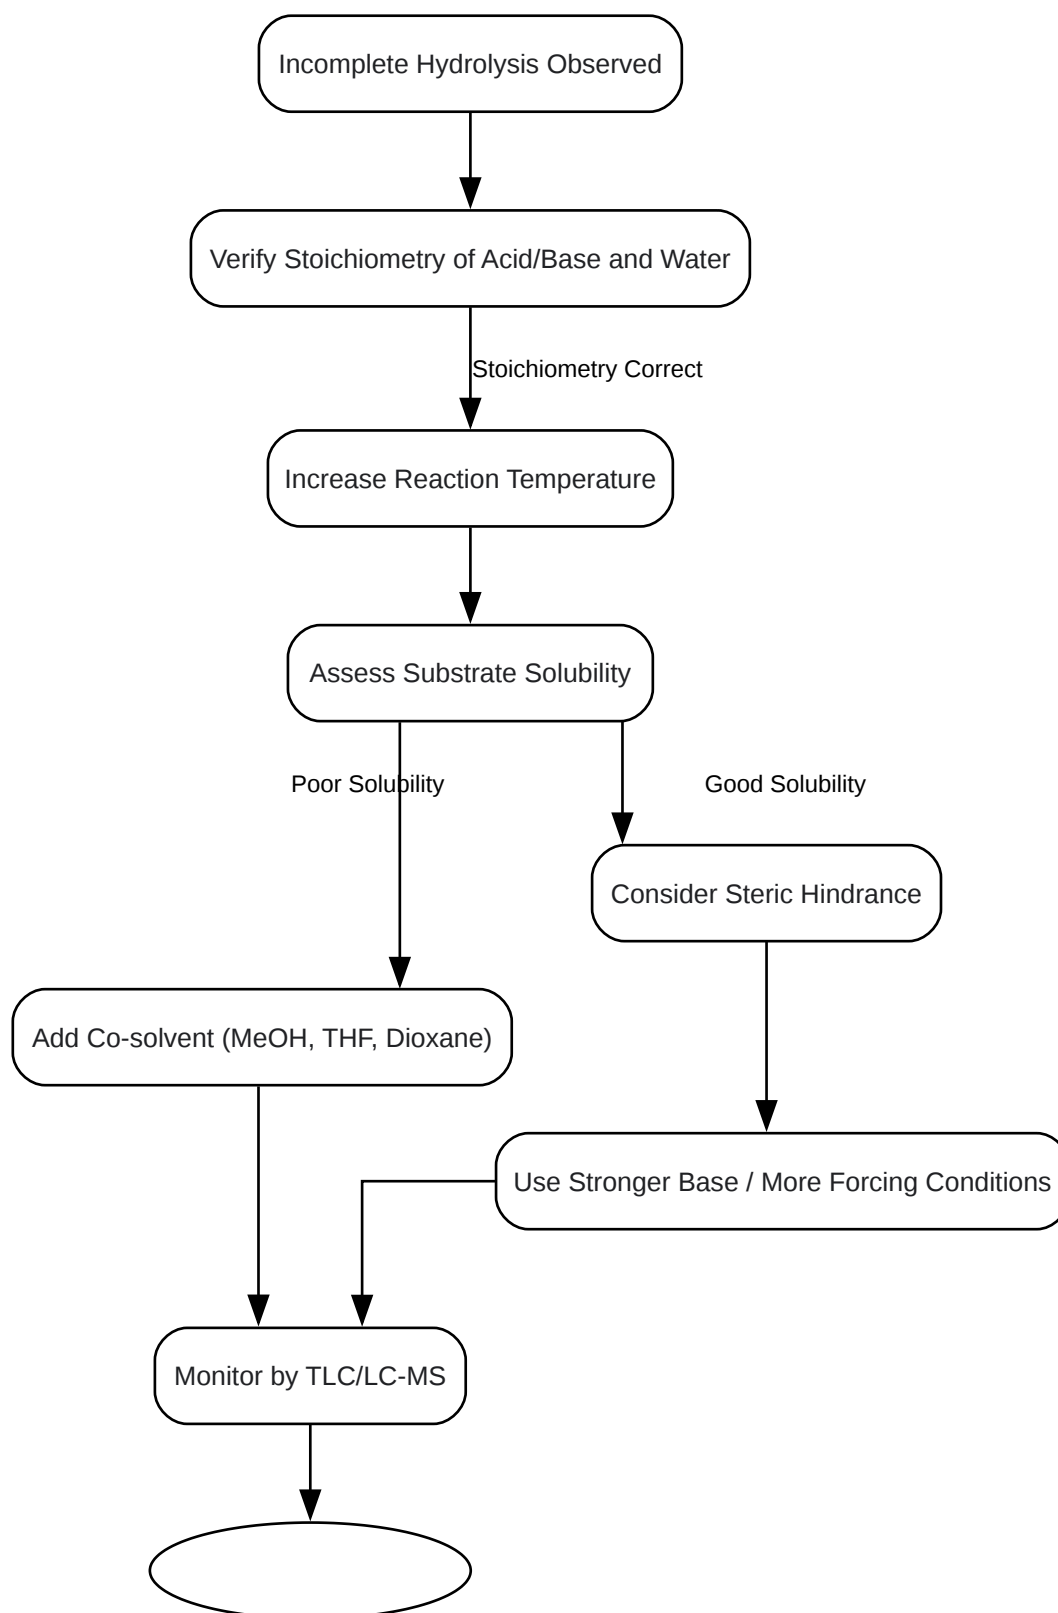 Incomplete Hydrolysis Observed
Verify Stoichiometry of Acid/Base and Water
Stoichiometry Correct
Increase Reaction Temperature
Assess Substrate Solubility
Poor Solubility
Good Solubility
Consider Steric Hindrance
Add Co-solvent (MeOH, THF, Dioxane)
Use Stronger Base / More Forcing Conditions
Monitor by TLC/LC-MS